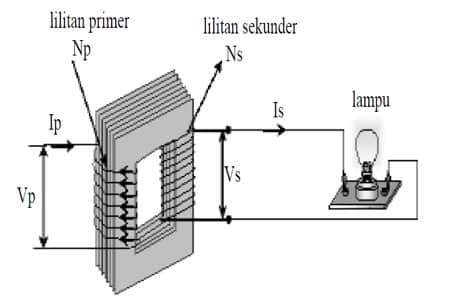 lilitan primer
Np
lilitan sekunder
Ns
Ip
Is
lampu
Vp
Vs